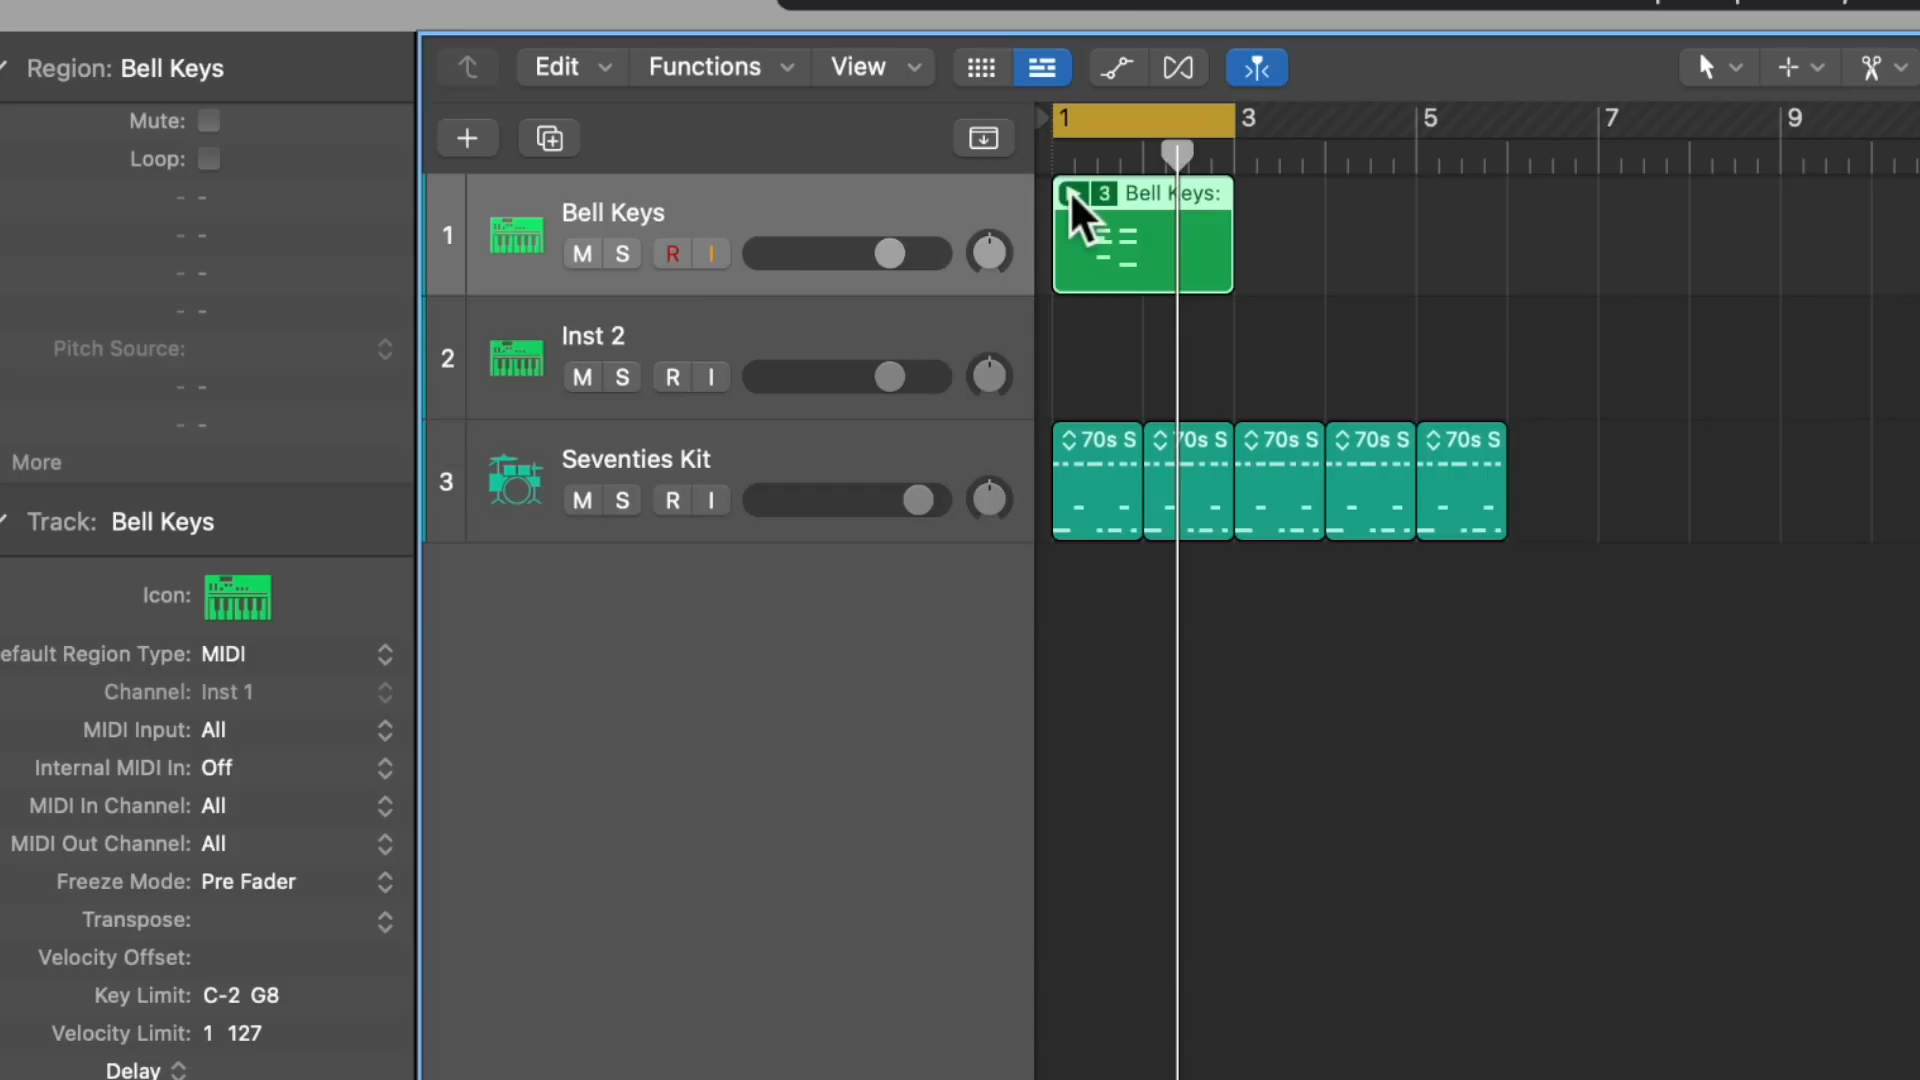 Region: Bell Keys
Edit
Functions
View
Mute:
Loop:
- -
- -
- -
- -
Pitch Source:
- -
- -
More
Track: Bell Keys
Icon:
efault Region Type: MIDI
Channel: Inst 1
MIDI Input: All
Internal MIDI In: Off
MIDI In Channel: All
MIDI Out Channel: All
Freeze Mode: Pre Fader
Transpose:
Velocity Offset:
Key Limit: C-2 G8
Velocity Limit: 1 127
Delay
1
3
5
7
9
1
Bell Keys
M S R I
3 Bell Keys:
2
Inst 2
M S R I
3
Seventies Kit
M S R I
70s S
70s S
70s S
70s S
70s S